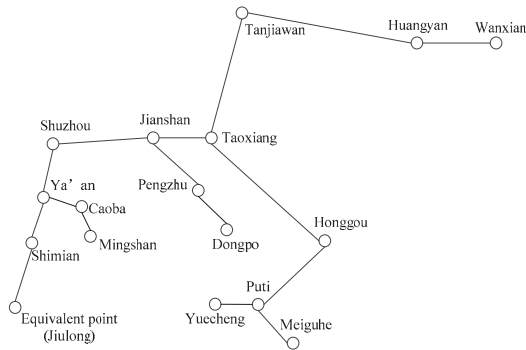 Tanjiawan
Huangyan
Wanxian
Shuzhou
Jianshan
Taoxiang
Ya’ an
Caoba
Pengzhu
Mingshan
Dongpo
Honggou
Shimian
Puti
Yuecheng
Meiguhe
Equivalent point
(Jiulong)